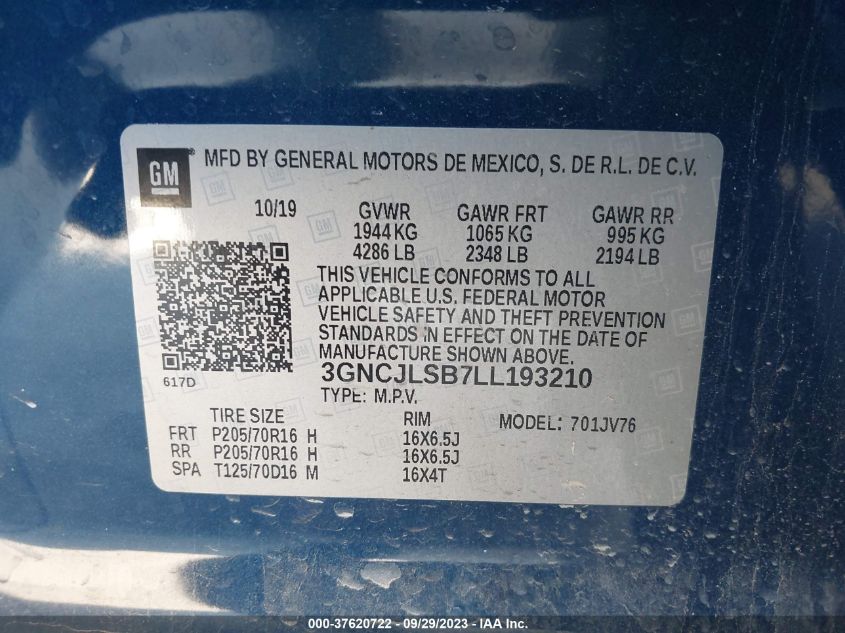 GM
MFD BY GENERAL MOTORS DE MEXICO, S. DE R.L. DE C.V.
10/19 GVWR GAWR FRT GAWR RR
1944 KG 1065 KG 995 KG
4286 LB 2348 LB 2194 LB
THIS VEHICLE CONFORMS TO ALL
APPLICABLE U.S. FEDERAL MOTOR
VEHICLE SAFETY AND THEFT PREVENTION
STANDARDS IN EFFECT ON THE DATE OF
MANUFACTURE SHOWN ABOVE.
617D 3GNCJLSB7LL193210
TYPE: M.P.V.
TIRE SIZE RIM MODEL: 701JV76
FRT P205/70R16 H 16X6.5J
RR P205/70R16 H 16X6.5J
SPA T125/70D16 M 16X4T
000-37620722 - 09/29/2023 - IAA Inc.